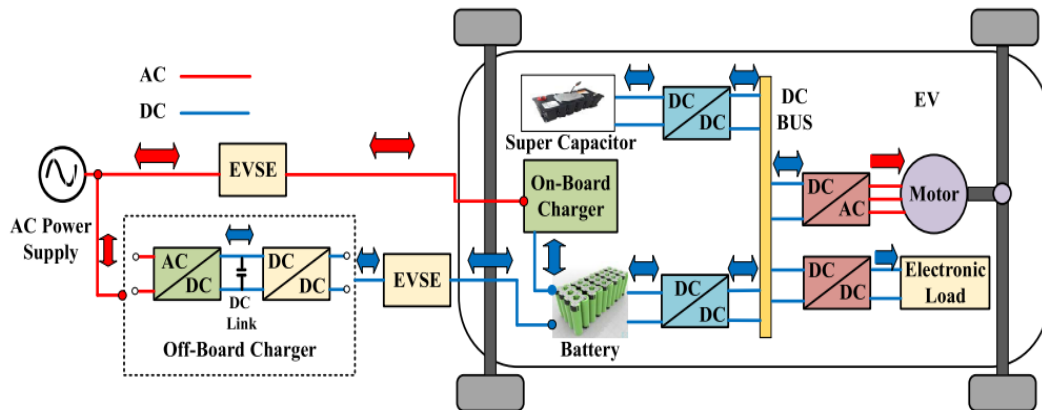 AC
DC
AC Power
Supply
EVSE
AC
DC
DC
Link
DC
DC
Off-Board Charger
EVSE
Super Capacitor
DC
DC
DC
BUS
EV
On-Board
Charger
DC
AC
Motor
Battery
DC
DC
DC
DC
Electronic
Load